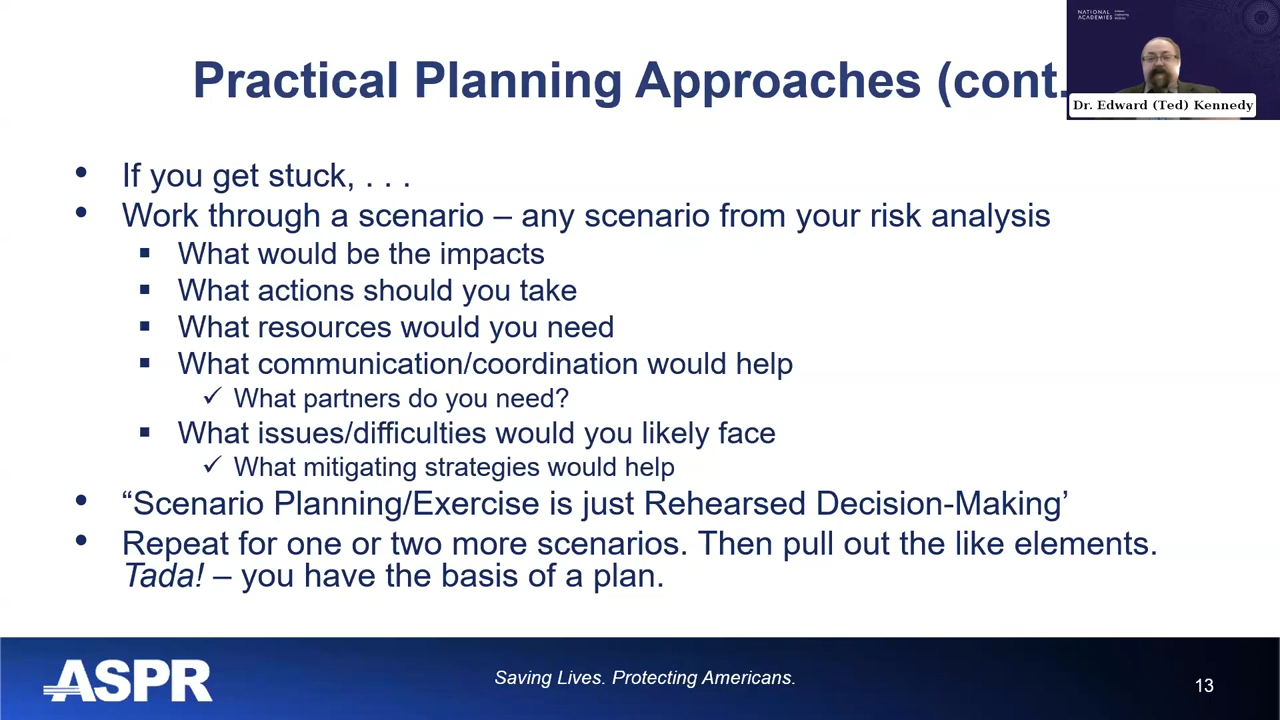 Practical Planning Approaches (cont.
NATIONAL
ACADEMIES
Dr. Edward (Ted) Kennedy
• If you get stuck, . . .
• Work through a scenario – any scenario from your risk analysis
▪ What would be the impacts
▪ What actions should you take
▪ What resources would you need
▪ What communication/coordination would help
✓ What partners do you need?
▪ What issues/difficulties would you likely face
✓ What mitigating strategies would help
• “Scenario Planning/Exercise is just Rehearsed Decision-Making’
• Repeat for one or two more scenarios. Then pull out the like elements.
Tada! – you have the basis of a plan.
ASPR
Saving Lives. Protecting Americans.
13